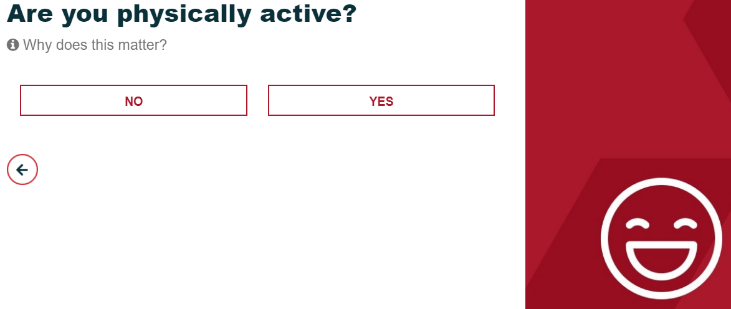 Are you physically active?
Why does this matter?
NO
YES